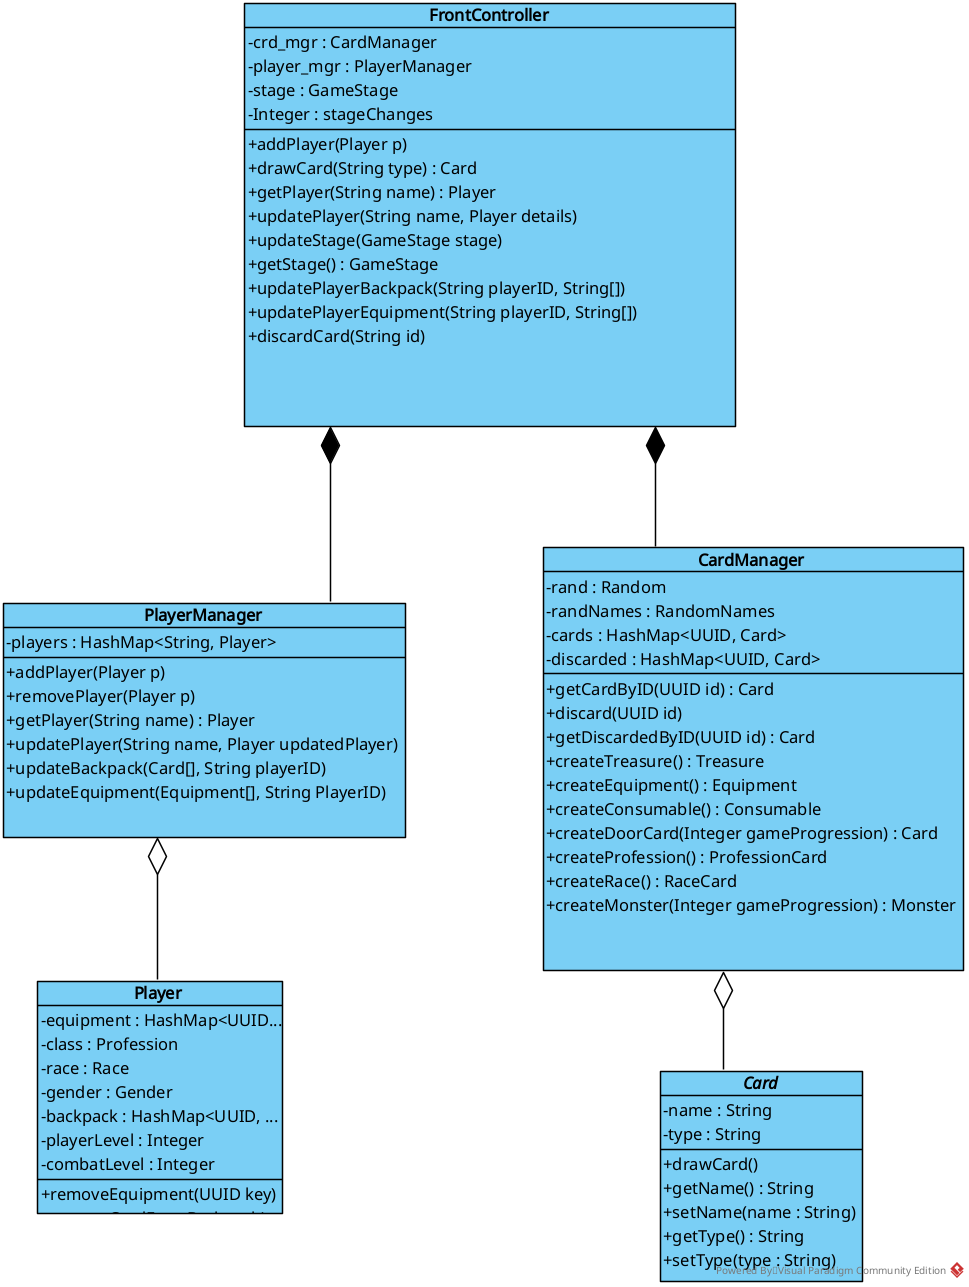 FrontController
-crd_mgr : CardManager
-player_mgr : PlayerManager
-stage : GameStage
-Integer : stageChanges
+addPlayer(Player p)
+drawCard(String type) : Card
+getPlayer(String name) : Player
+updatePlayer(String name, Player details)
+updateStage(GameStage stage)
+getStage() : GameStage
+updatePlayerBackpack(String playerID, String[])
+updatePlayerEquipment(String playerID, String[])
+discardCard(String id)
PlayerManager
-players : HashMap<String, Player>
+addPlayer(Player p)
+removePlayer(Player p)
+getPlayer(String name) : Player
+updatePlayer(String name, Player updatedPlayer)
+updateBackpack(Card[], String playerID)
+updateEquipment(Equipment[], String PlayerID)
CardManager
-rand : Random
-randNames : RandomNames
-cards : HashMap<UUID, Card>
-discarded : HashMap<UUID, Card>
+getCardByID(UUID id) : Card
+discard(UUID id)
+getDiscardedByID(UUID id) : Card
+createTreasure() : Treasure
+createEquipment() : Equipment
+createConsumable() : Consumable
+createDoorCard(Integer gameProgression) : Card
+createProfession() : ProfessionCard
+createRace() : RaceCard
+createMonster(Integer gameProgression) : Monster
Player
-equipment : HashMap<UUID...
-class : Profession
-race : Race
-gender : Gender
-backpack : HashMap<UUID, ...
-playerLevel : Integer
-combatLevel : Integer
+removeEquipment(UUID key)
Card
-name : String
-type : String
+drawCard()
+getName() : String
+setName(name : String)
+getType() : String
+setType(type : String)
Powered By Visual Paradigm Community Edition